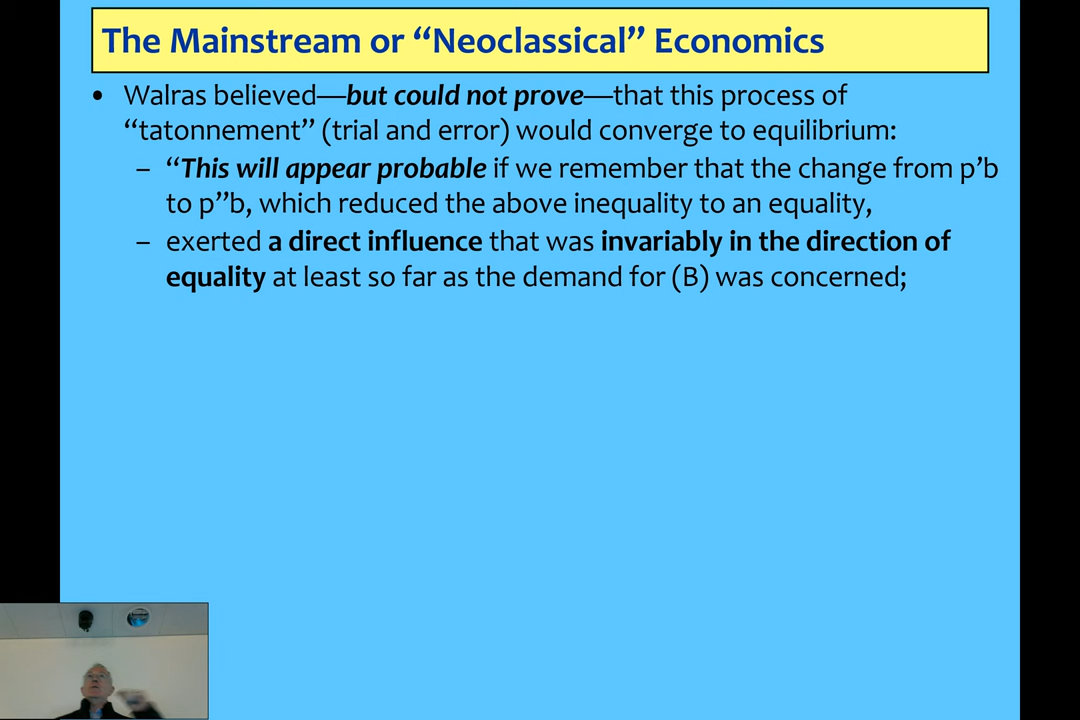 The Mainstream or “Neoclassical” Economics
• Walras believed—but could not prove—that this process of
“tatonnement” (trial and error) would converge to equilibrium:
– “This will appear probable if we remember that the change from p’b
to p”b, which reduced the above inequality to an equality,
– exerted a direct influence that was invariably in the direction of
equality at least so far as the demand for (B) was concerned;